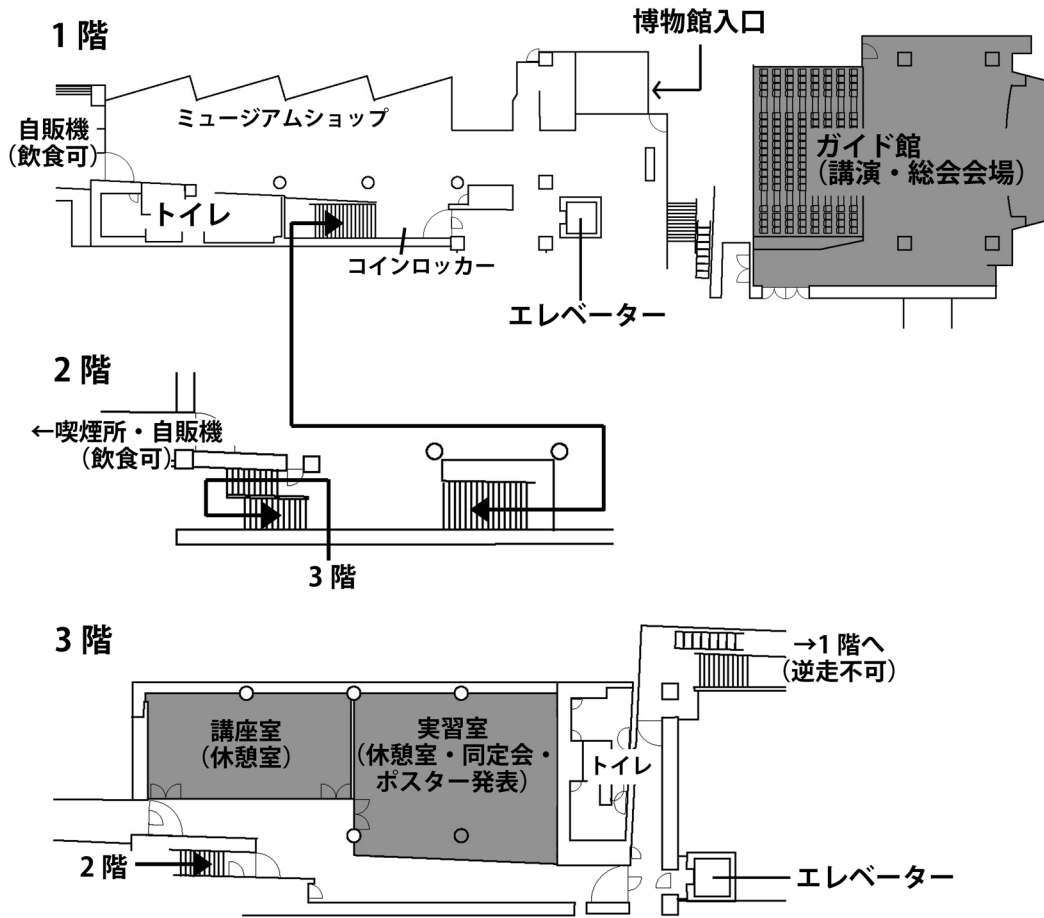 1 階
博物館入口
自販機
(飲食可)
ミュージアムショップ
ガイド館
(講演・総会会場)
トイレ
コインロッカー
エレベーター
2 階
←喫煙所・自販機
(飲食可)
3 階
3 階
→1 階へ
(逆走不可)
講座室
(休憩室)
実習室
(休憩室・同定会・
ポスター発表)
トイレ
2 階
エレベーター